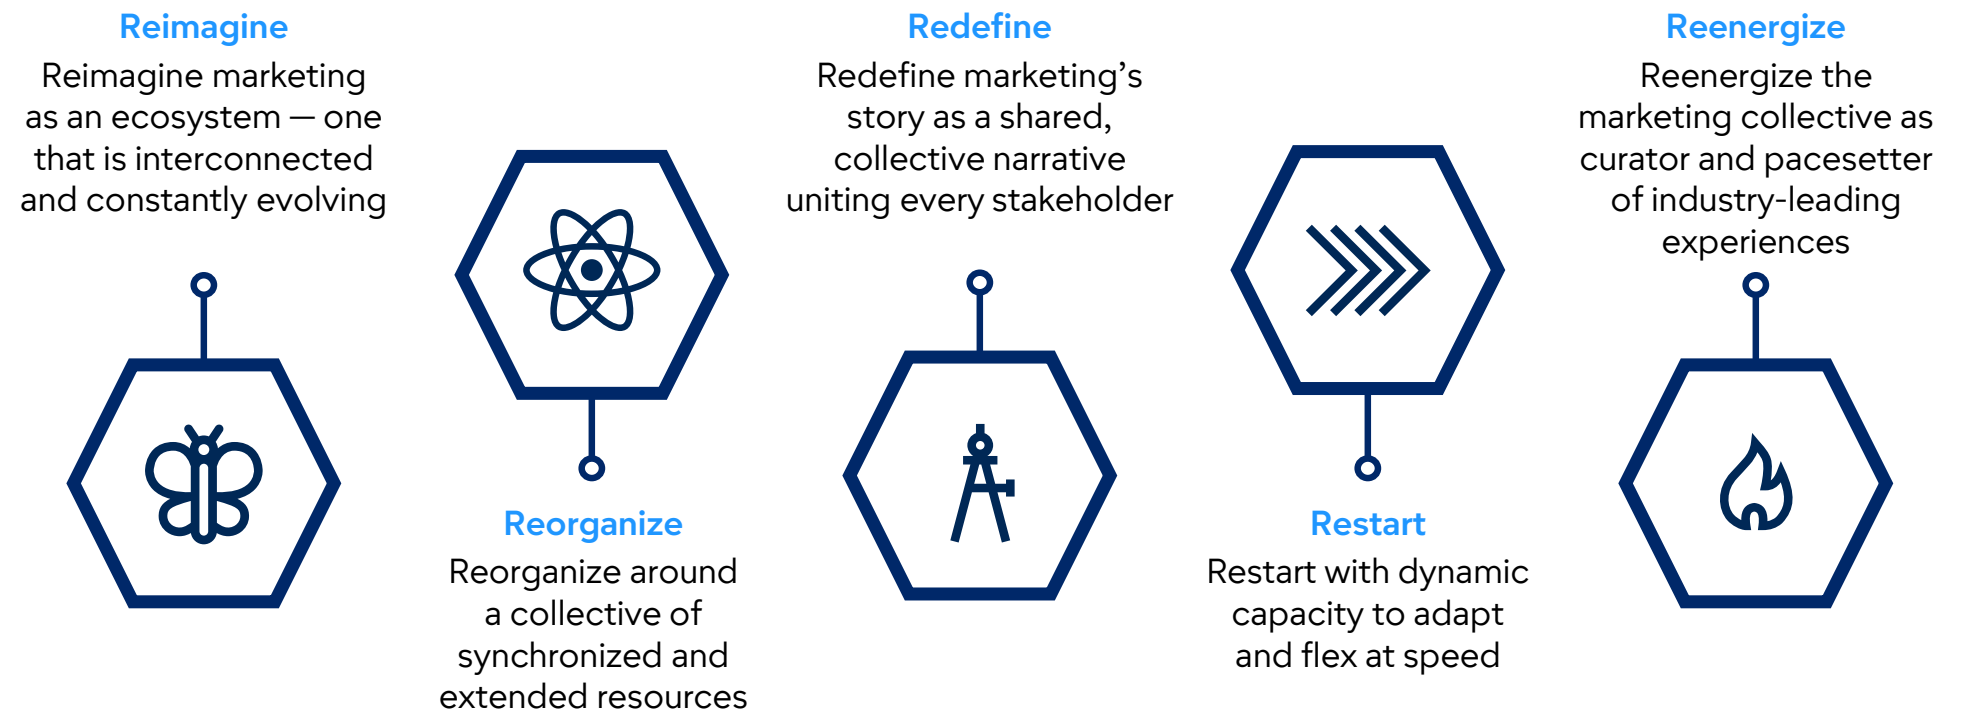 Reimagine
Reimagine marketing
as an ecosystem — one
that is interconnected
and constantly evolving
Reorganize
Reorganize around
a collective of
synchronized and
extended resources
Redefine
Redefine marketing’s
story as a shared,
collective narrative
uniting every stakeholder
Restart
Restart with dynamic
capacity to adapt
and flex at speed
Reenergize
Reenergize the
marketing collective as
curator and pacesetter
of industry-leading
experiences